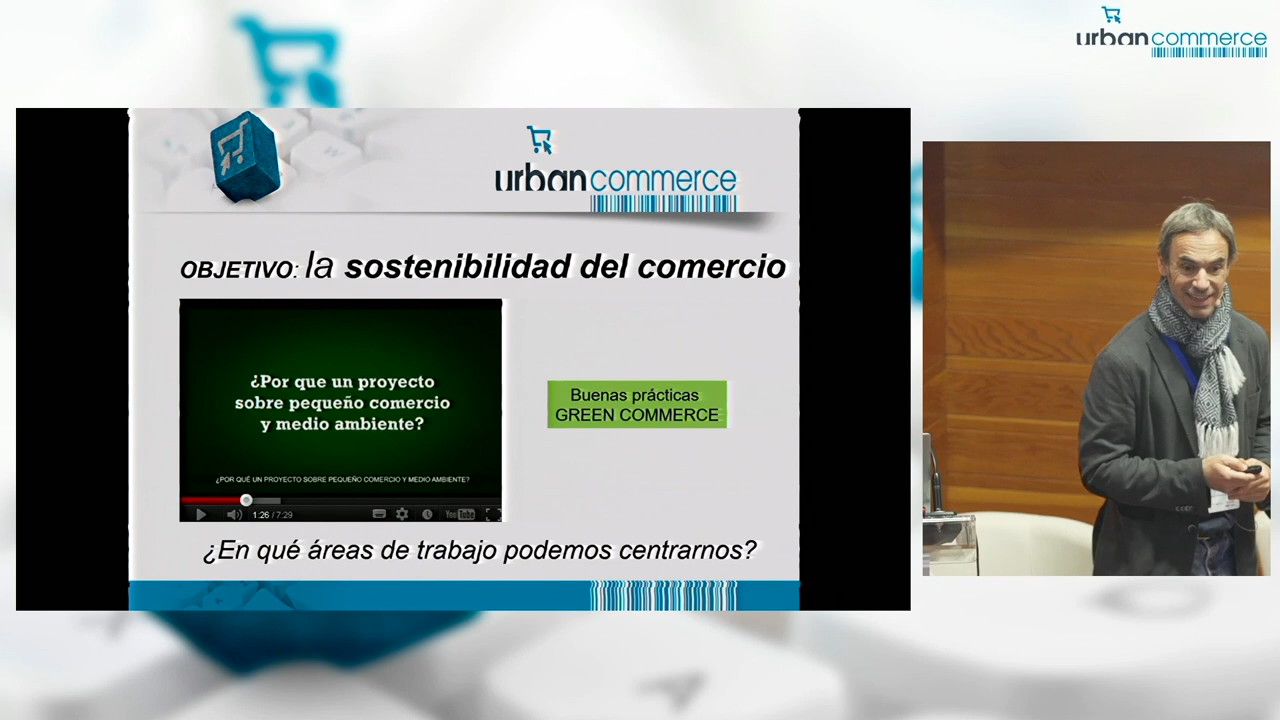 urbancommerce
urbancommerce
OBJETIVO: la sostenibilidad del comercio
¿Por que un proyecto
sobre pequeño comercio
y medio ambiente?
¿POR QUÉ UN PROYECTO SOBRE PEQUEÑO COMERCIO Y MEDIO AMBIENTE?
1:26 / 7:29
YouTube
Buenas prácticas
GREEN COMMERCE
¿En qué áreas de trabajo podemos centrarnos?